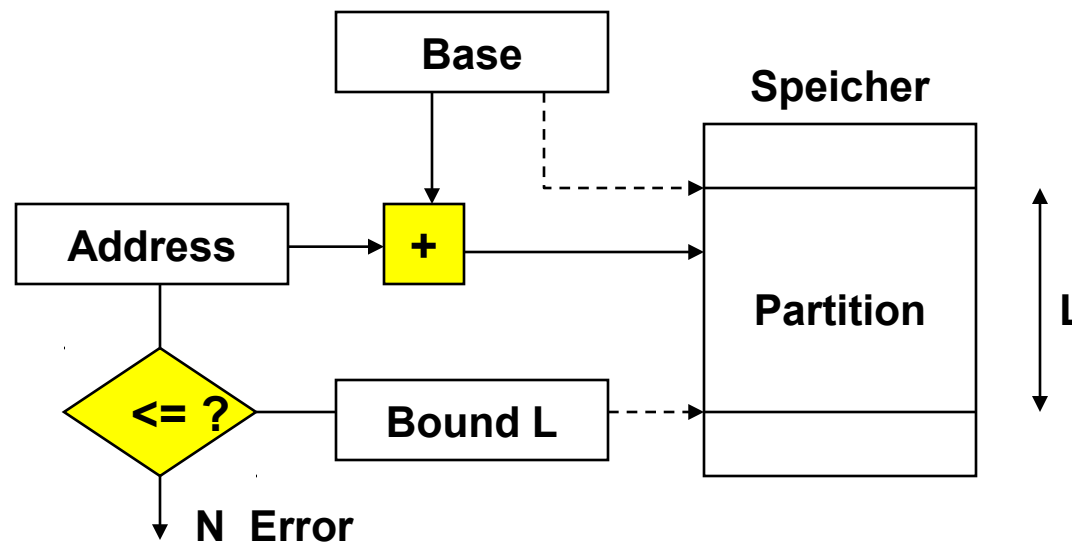 Base
Speicher
Address
+
Partition
L
<= ?
Bound L
N Error